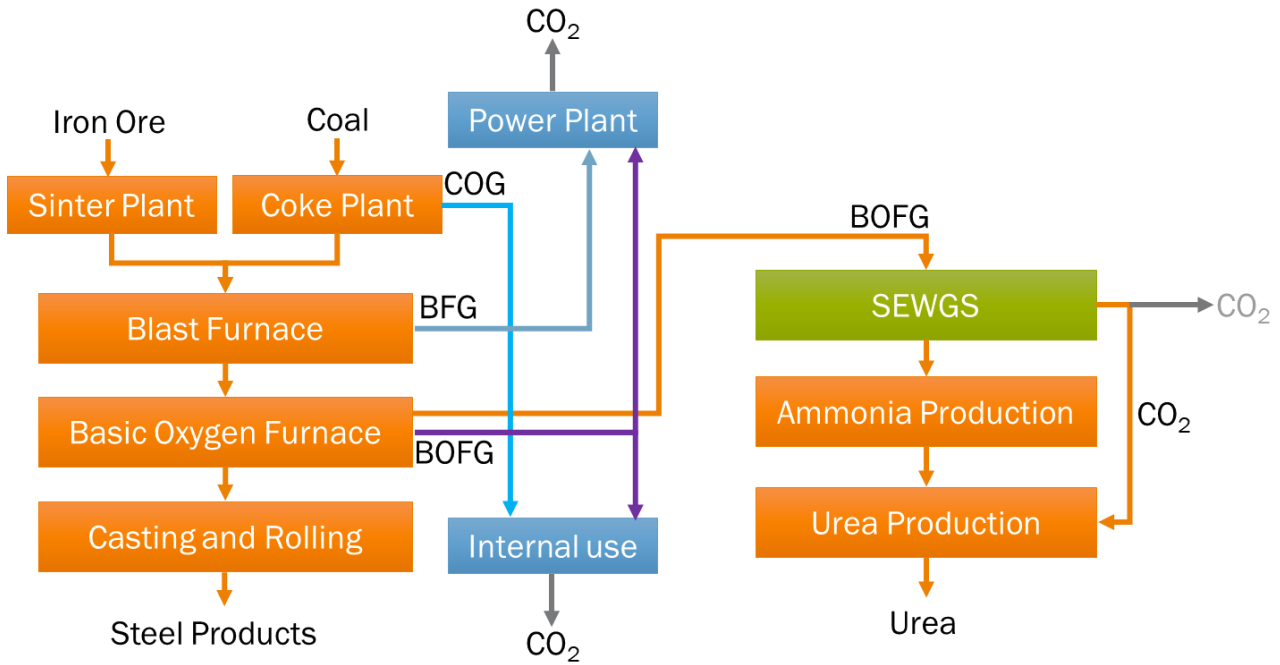 CO₂
Power Plant
Iron Ore
Coal
Sinter Plant
Coke Plant
COG
BOFG
Blast Furnace
BFG
SEWGS
CO₂
Basic Oxygen Furnace
BOFG
Ammonia Production
CO₂
Casting and Rolling
Internal use
Urea Production
Steel Products
CO₂
Urea